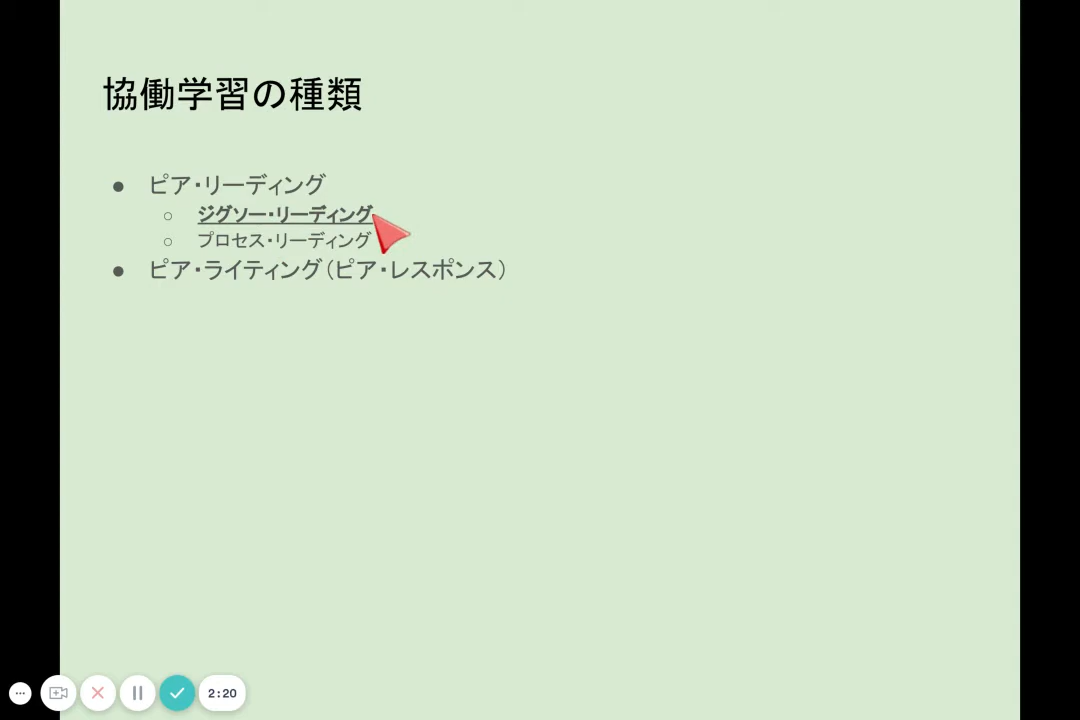 協働学習の種類
● ピア・リーディング
○ ジグソー・リーディング
○ プロセス・リーディング
● ピア・ライティング（ピア・レスポンス）
2:20